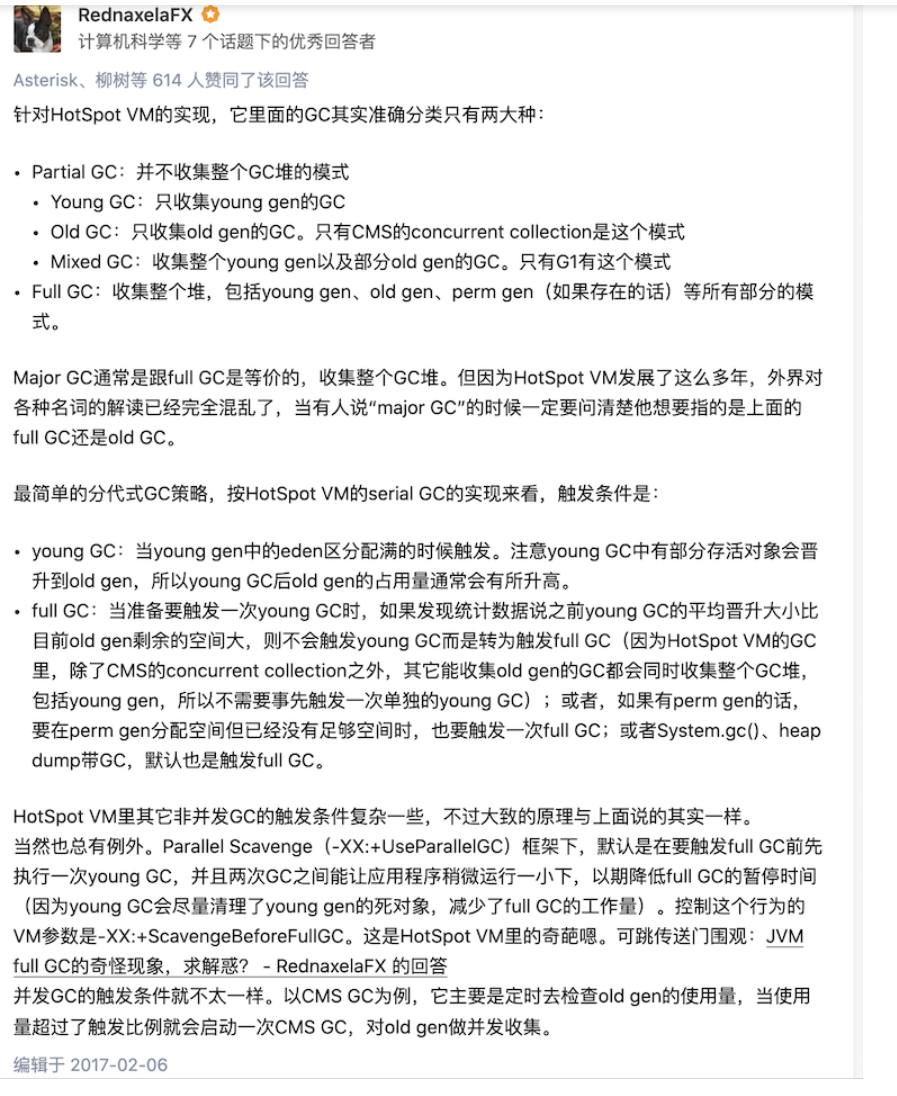 RednaxelaFX
计算机科学等 7 个话题下的优秀回答者
Asterisk、柳树等 614 人赞同了该回答
针对HotSpot VM的实现，它里面的GC其实准确分类只有两大种：
• Partial GC：并不收集整个GC堆的模式
• Young GC：只收集young gen的GC
• Old GC：只收集old gen的GC。只有CMS的concurrent collection是这个模式
• Mixed GC：收集整个young gen以及部分old gen的GC。只有G1有这个模式
• Full GC：收集整个堆，包括young gen、old gen、perm gen（如果存在的话）等所有部分的模
式。
Major GC通常是跟full GC是等价的，收集整个GC堆。但因为HotSpot VM发展了这么多年，外界对
各种名词的解读已经完全混乱了，当有人说“major GC”的时候一定要问清楚他想要指的是上面的
full GC还是old GC。
最简单的分代式GC策略，按HotSpot VM的serial GC的实现来看，触发条件是：
• young GC：当young gen中的eden区分配满的时候触发。注意young GC中有部分存活对象会晋
升到old gen，所以young GC后old gen的占用量通常会有所升高。
• full GC：当准备要触发一次young GC时，如果发现统计数据说之前young GC的平均晋升大小比
目前old gen剩余的空间大，则不会触发young GC而是转为触发full GC（因为HotSpot VM的GC
里，除了CMS的concurrent collection之外，其它能收集old gen的GC都会同时收集整个GC堆，
包括young gen，所以不需要事先触发一次单独的young GC）；或者，如果有perm gen的话，
要在perm gen分配空间但已经没有足够空间时，也要触发一次full GC；或者System.gc()、heap
dump带GC，默认也是触发full GC。
HotSpot VM里其它非并发GC的触发条件复杂一些，不过大致的原理与上面说的其实一样。
当然也总有例外。Parallel Scavenge（-XX:+UseParallelGC）框架下，默认是在要触发full GC前先
执行一次young GC，并且两次GC之间能让应用程序稍微运行一小下，以期降低full GC的暂停时间
（因为young GC会尽量清理了young gen的死对象，减少了full GC的工作量）。控制这个行为的
VM参数是-XX:+ScavengeBeforeFullGC。这是HotSpot VM里的奇葩嗯。可跳传送门围观：JVM
full GC的奇怪现象，求解惑？ - RednaxelaFX 的回答
并发GC的触发条件就不太一样。以CMS GC为例，它主要是定时去检查old gen的使用量，当使用
量超过了触发比例就会启动一次CMS GC，对old gen做并发收集。
编辑于 2017-02-06